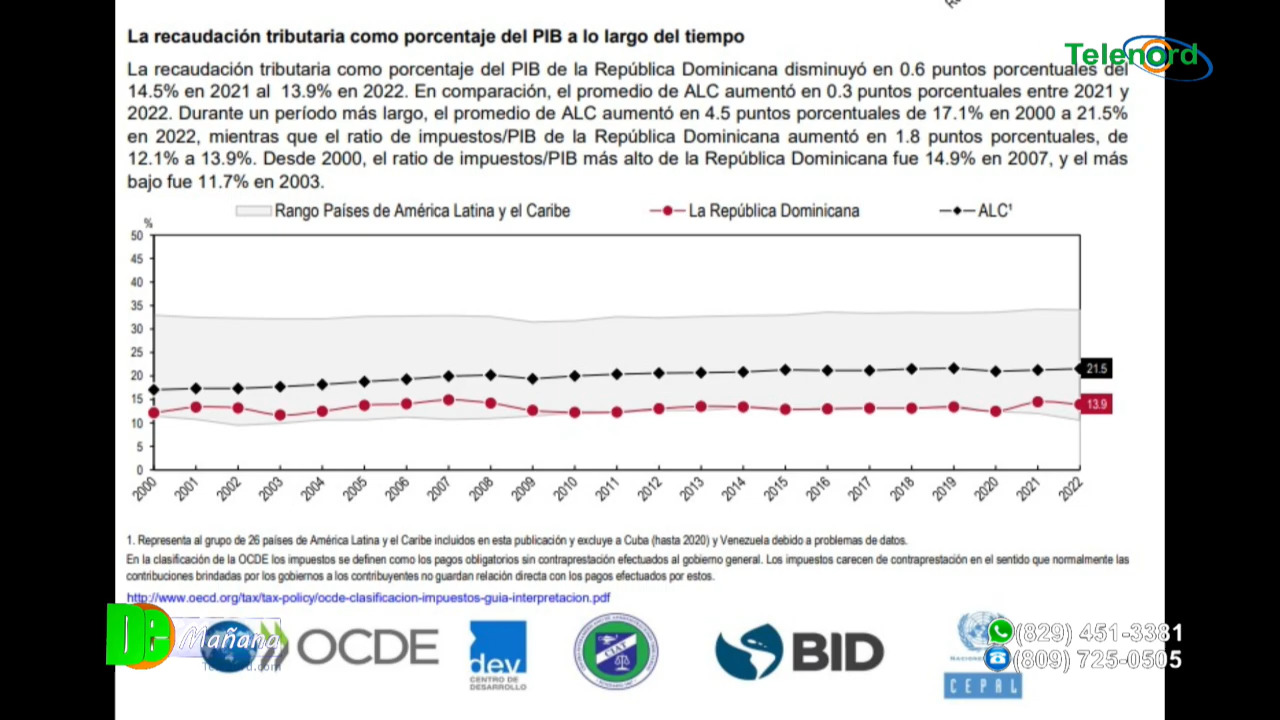 La recaudación tributaria como porcentaje del PIB a lo largo del tiempo
Telenord
La recaudación tributaria como porcentaje del PIB de la República Dominicana disminuyó en 0.6 puntos porcentuales del
14.5% en 2021 al 13.9% en 2022. En comparación, el promedio de ALC aumentó en 0.3 puntos porcentuales entre 2021 y
2022. Durante un período más largo, el promedio de ALC aumentó en 4.5 puntos porcentuales de 17.1% en 2000 a 21.5%
en 2022, mientras que el ratio de impuestos/PIB de la República Dominicana aumentó en 1.8 puntos porcentuales, de
12.1% a 13.9%. Desde 2000, el ratio de impuestos/PIB más alto de la República Dominicana fue 14.9% en 2007, y el más
bajo fue 11.7% en 2003.
Rango Países de América Latina y el Caribe La República Dominicana ALC¹
%
50
45
40
35
30
25
20
15
10
5
0
21.5
13.9
2000 2001 2002 2003 2004 2005 2006 2007 2008 2009 2010 2011 2012 2013 2014 2015 2016 2017 2018 2019 2020 2021 2022
1. Representa al grupo de 26 países de América Latina y el Caribe incluidos en esta publicación y excluye a Cuba (hasta 2020) y Venezuela debido a problemas de datos.
En la clasificación de la OCDE los impuestos se definen como los pagos obligatorios sin contraprestación efectuados al gobierno general. Los impuestos carecen de contraprestación en el sentido que normalmente las
contribuciones brindadas por los gobiernos a los contribuyentes no guardan relación directa con los pagos efectuados por estos.
http://www.oecd.org/tax/tax-policy/ocde-clasificacion-impuestos-guia-interpretacion.pdf
De Mañana
OCDE
dev
CENTRO DE
DESARROLLO
CIAT
BID
CEPAL
(829) 451-3381
(809) 725-0505